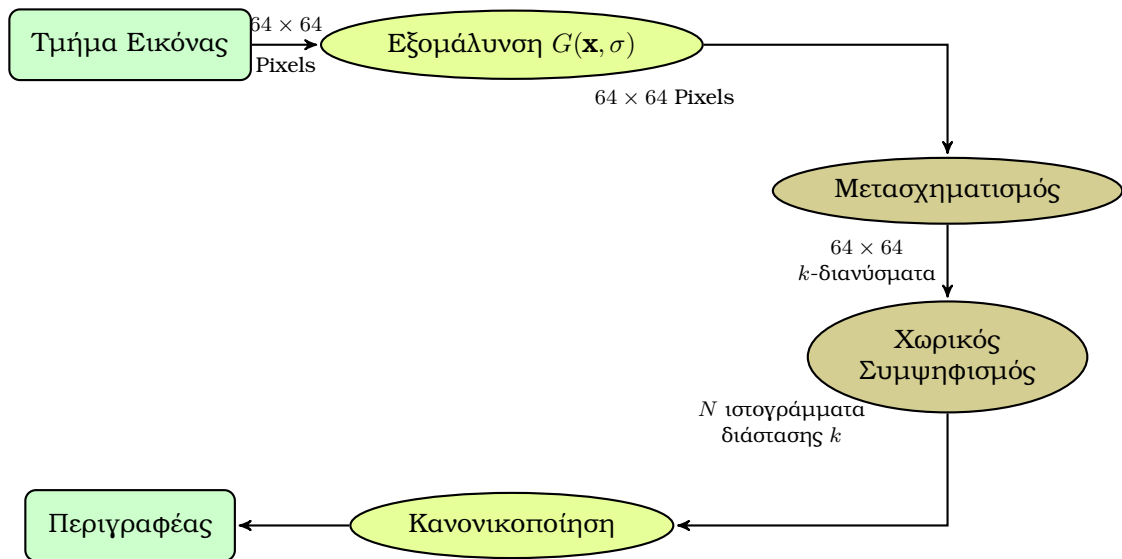 Τμήμα Εικόνας
64 × 64
Pixels
Εξομάλυνση G(x, σ)
64 × 64 Pixels
Μετασχηματισμός
64 × 64
k-διανύσματα
Χωρικός
Συμψηφισμός
N ιστογράμματα
διάστασης k
Κανονικοποίηση
Περιγραφέας